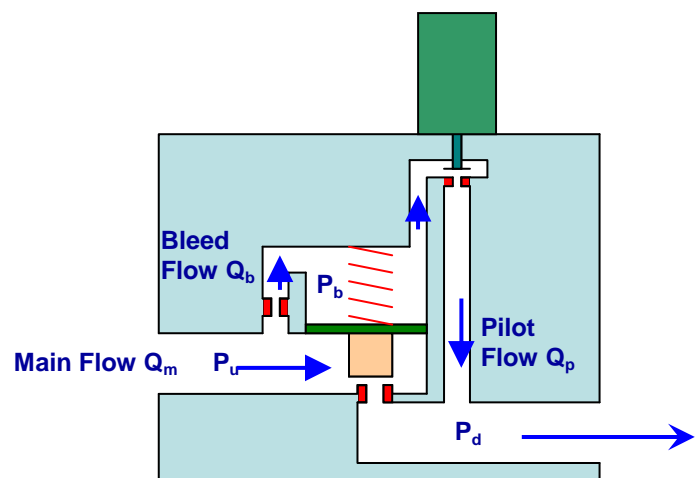 Bleed
Flow Qb
Pb
Pilot
Flow Qp
Main Flow Qm
Pu
Pd